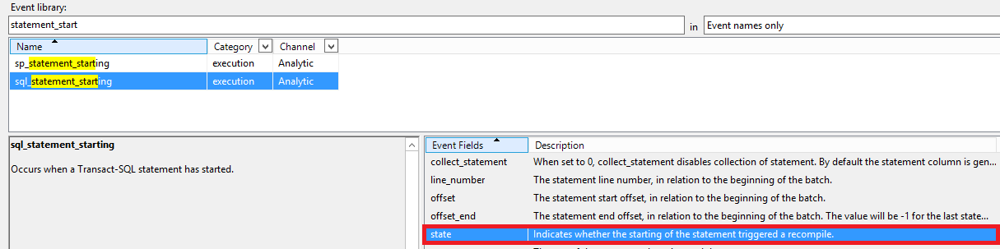 Event library:
statement_start in Event names only
Name Category Channel
sp_statement_starting execution Analytic
sql_statement_starting execution Analytic
sql_statement_starting
Occurs when a Transact-SQL statement has started.
Event Fields Description
collect_statement When set to 0, collect_statement disables collection of statement. By default the statement column is gen...
line_number The statement line number, in relation to the beginning of the batch.
offset The statement start offset, in relation to the beginning of the batch.
offset_end The statement end offset, in relation to the beginning of the batch. The value will be -1 for the last state...
state Indicates whether the starting of the statement triggered a recompile.